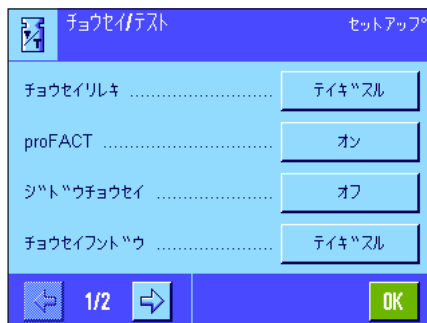 チョウセイ/テスト セットアップ
チョウセイリレキ ........................... テイギスル
proFACT ................................ オン
ジドウチョウセイ ...................... オフ
チョウセイフンドウ ..................... テイギスル
1/2 OK